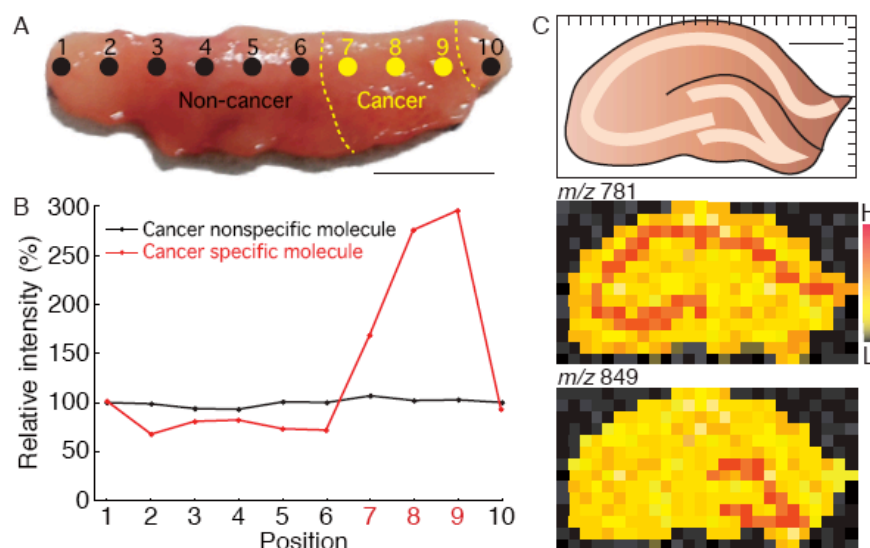 A
1 2 3 4 5 6 7 8 9 10
Non-cancer Cancer
B
Cancer nonspecific molecule
Cancer specific molecule
Relative intensity (%)
300
250
200
150
100
50
0
1 2 3 4 5 6 7 8 9 10
Position
C
m/z 781
H
L
m/z 849